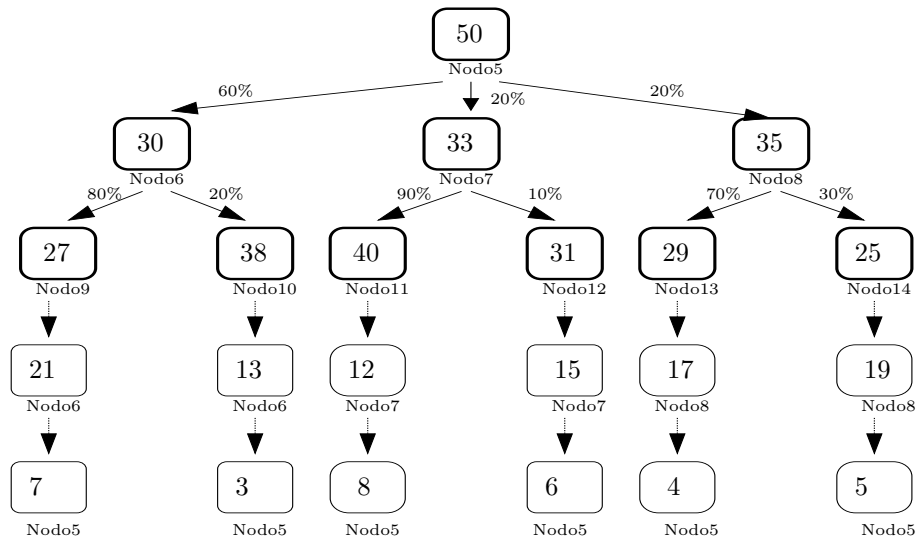 50
Nodo5
60% 20% 20%
30 33 35
Nodo6 Nodo7 Nodo8
80% 20% 90% 10% 70% 30%
27 38 40 31 29 25
Nodo9 Nodo10 Nodo11 Nodo12 Nodo13 Nodo14
21 13 12 15 17 19
Nodo6 Nodo6 Nodo7 Nodo7 Nodo8 Nodo8
7 3 8 6 4 5
Nodo5 Nodo5 Nodo5 Nodo5 Nodo5 Nodo5